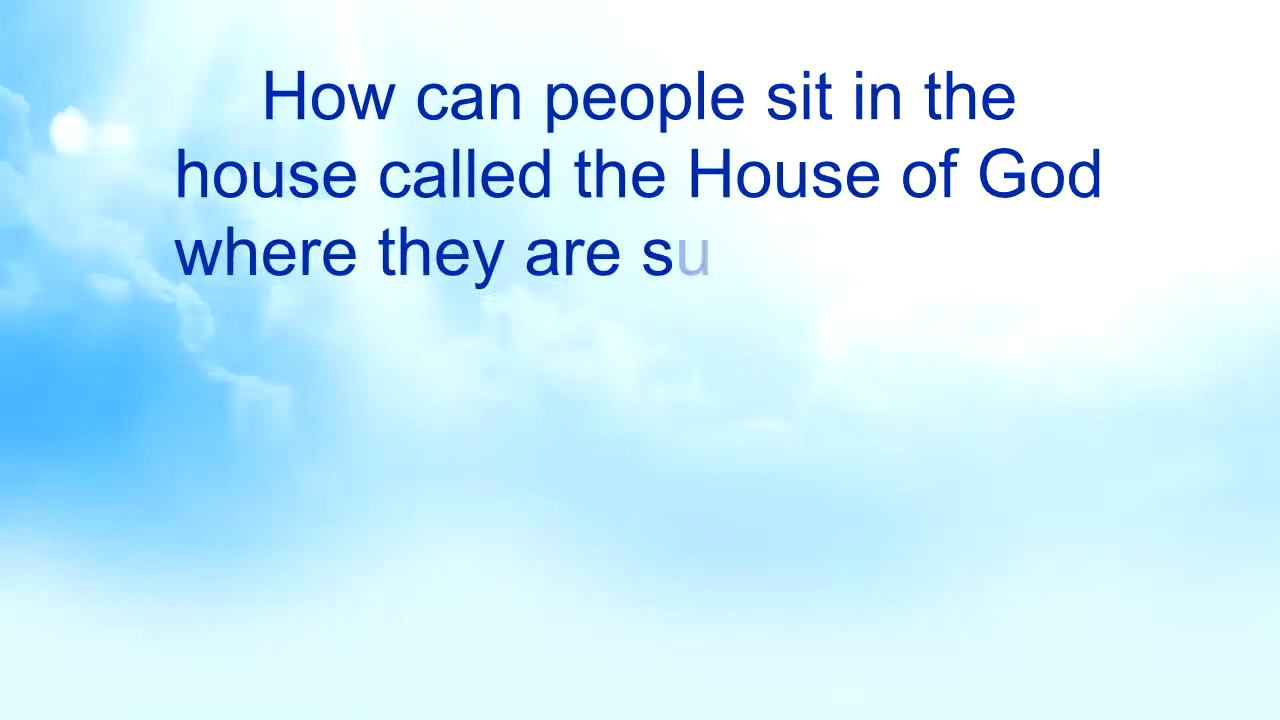 How can people sit in the
house called the House of God
where they are su